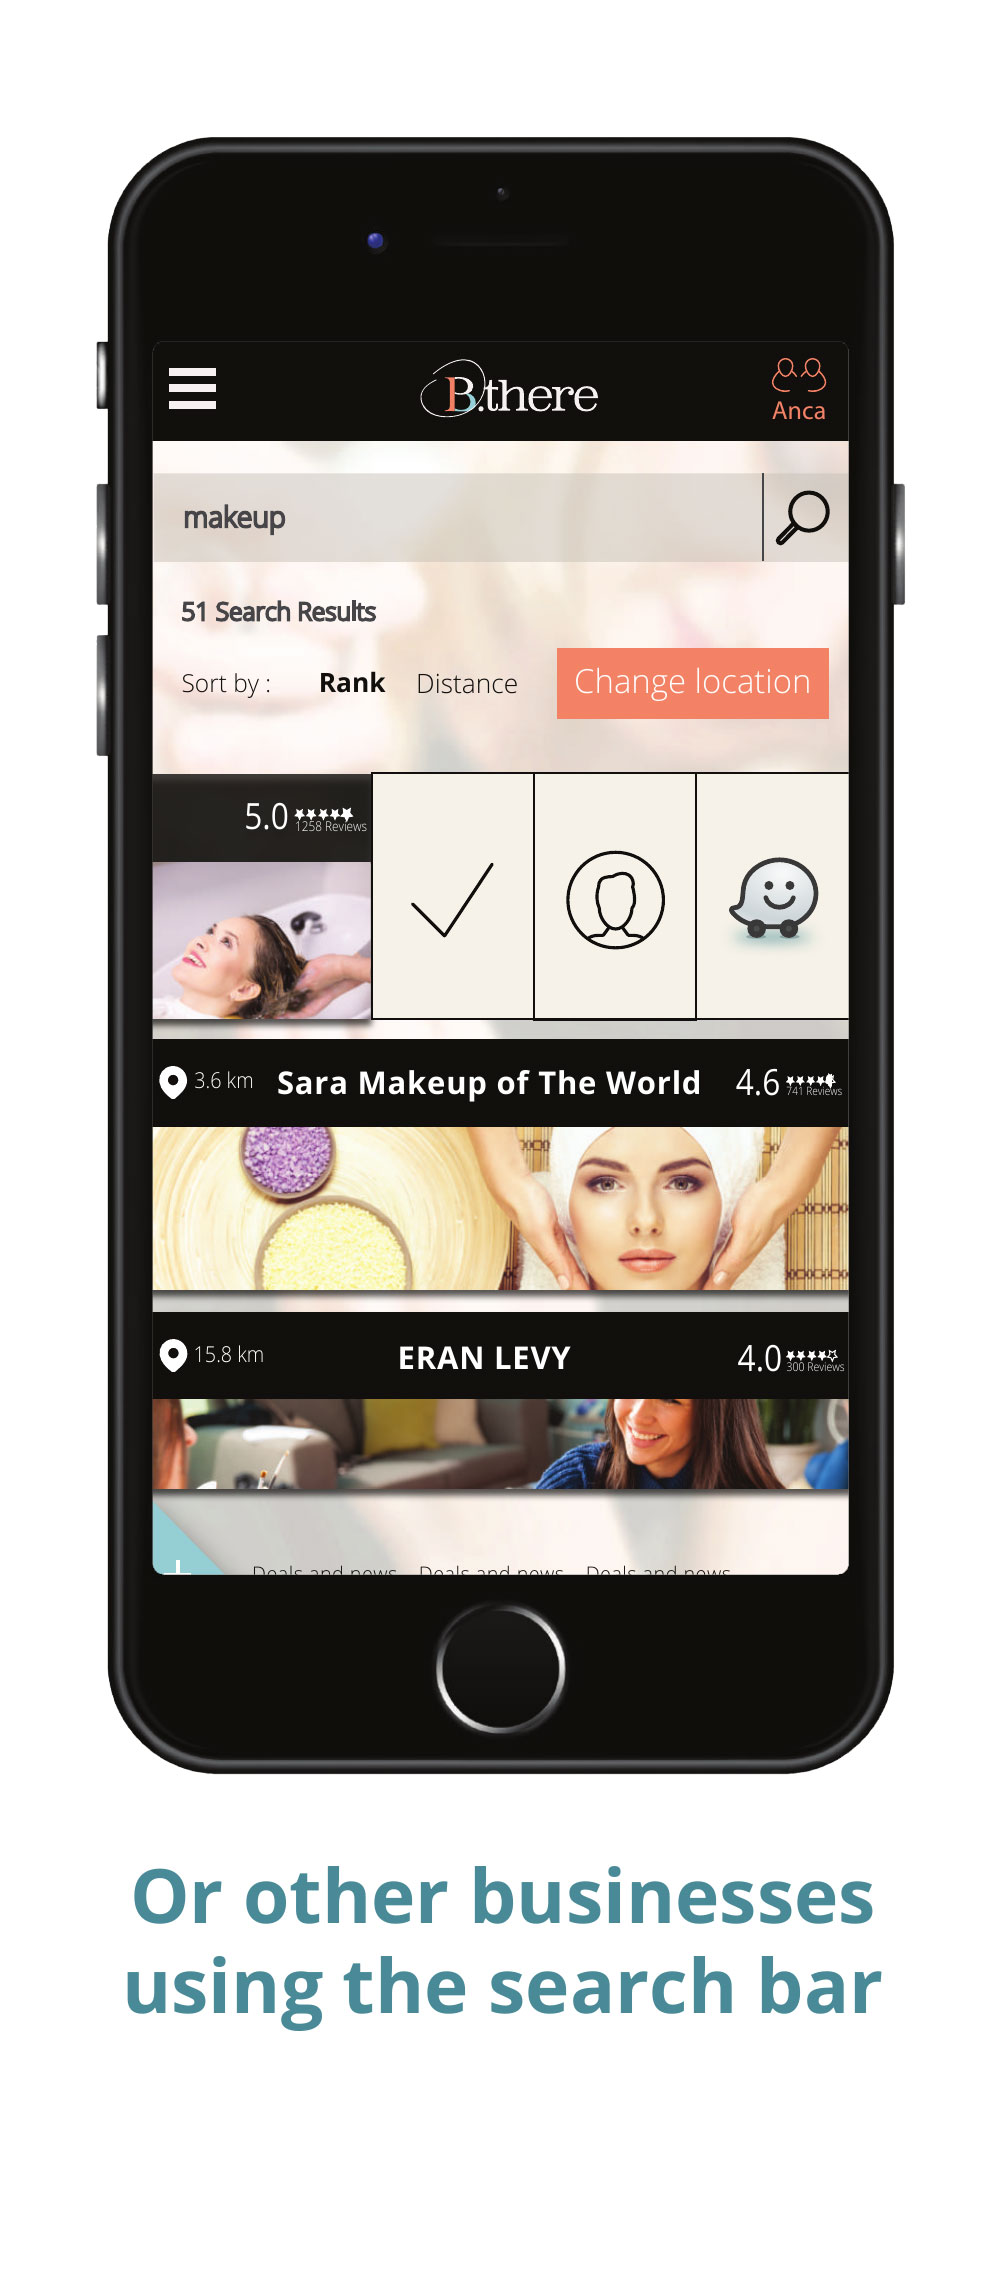 B.there
Anca
makeup
51 Search Results
Sort by : Rank Distance Change location
5.0
1258 Reviews
3.6 km Sara Makeup of The World 4.6
741 Reviews
15.8 km ERAN LEVY 4.0
300 Reviews
Deals and news Deals and news Deals and news
Or other businesses
using the search bar